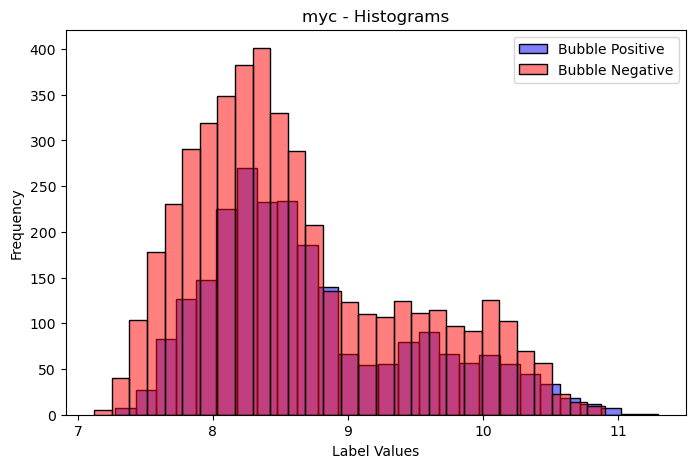 myc - Histograms
Bubble Positive
Bubble Negative
Frequency
400
350
300
250
200
150
100
50
0
7
8
9
10
11
Label Values